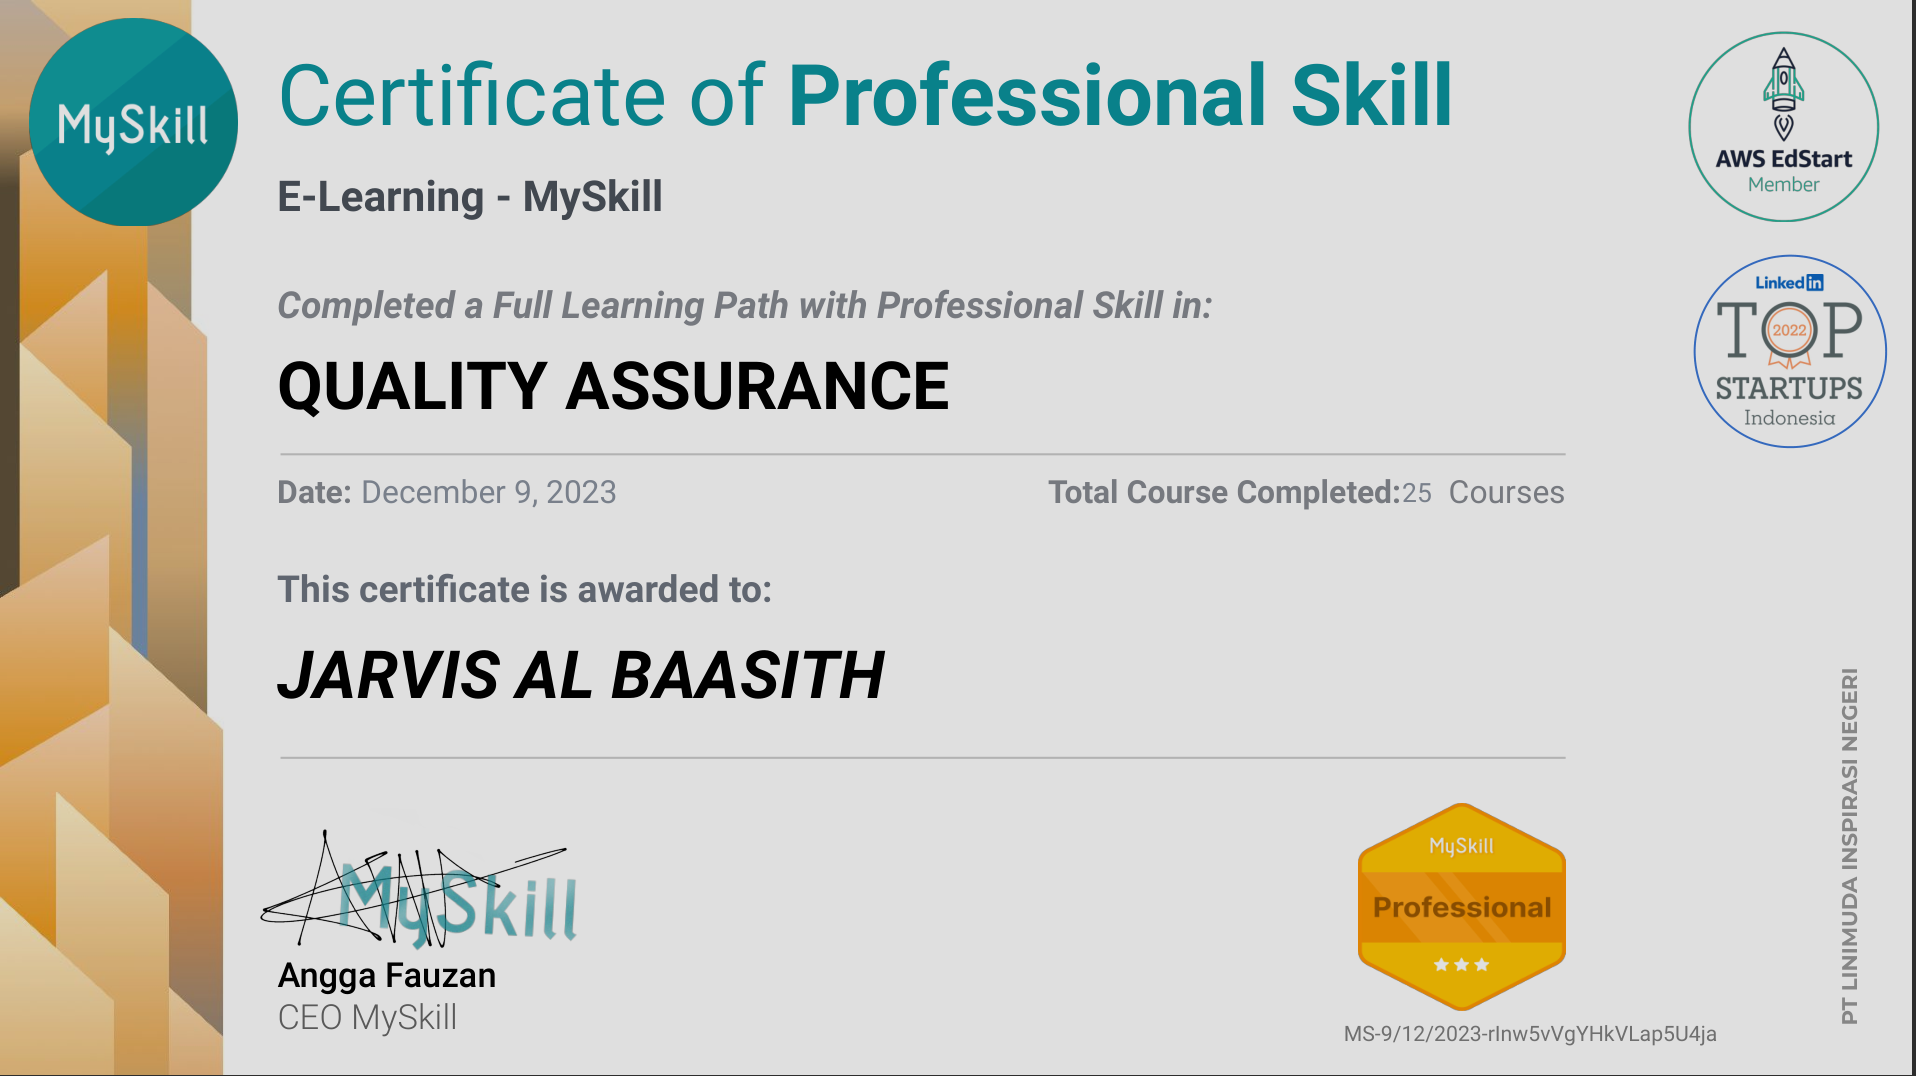 MySkill
Certificate of Professional Skill
E-Learning - MySkill
Completed a Full Learning Path with Professional Skill in:
QUALITY ASSURANCE
Date: December 9, 2023
Total Course Completed:25 Courses
This certificate is awarded to:
JARVIS AL BAASITH
MySkill
Angga Fauzan
CEO MySkill
AWS EdStart
Member
Linked in
TOP
2022
STARTUPS
Indonesia
PT LINIMUDA INSPIRASI NEGERI
MySkill
Professional
MS-9/12/2023-rInw5vVgYHkVLap5U4ja